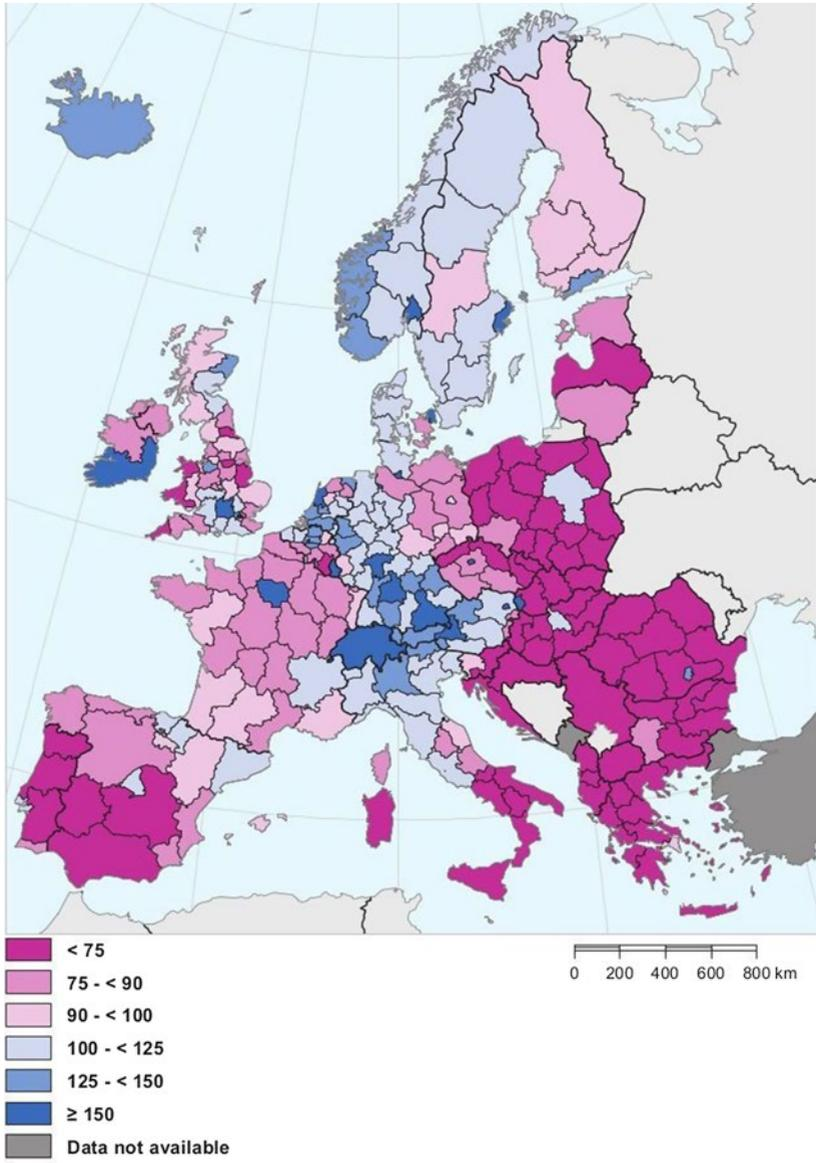 < 75
75 - < 90
90 - < 100
100 - < 125
125 - < 150
≥ 150
Data not available
0 200 400 600 800 km